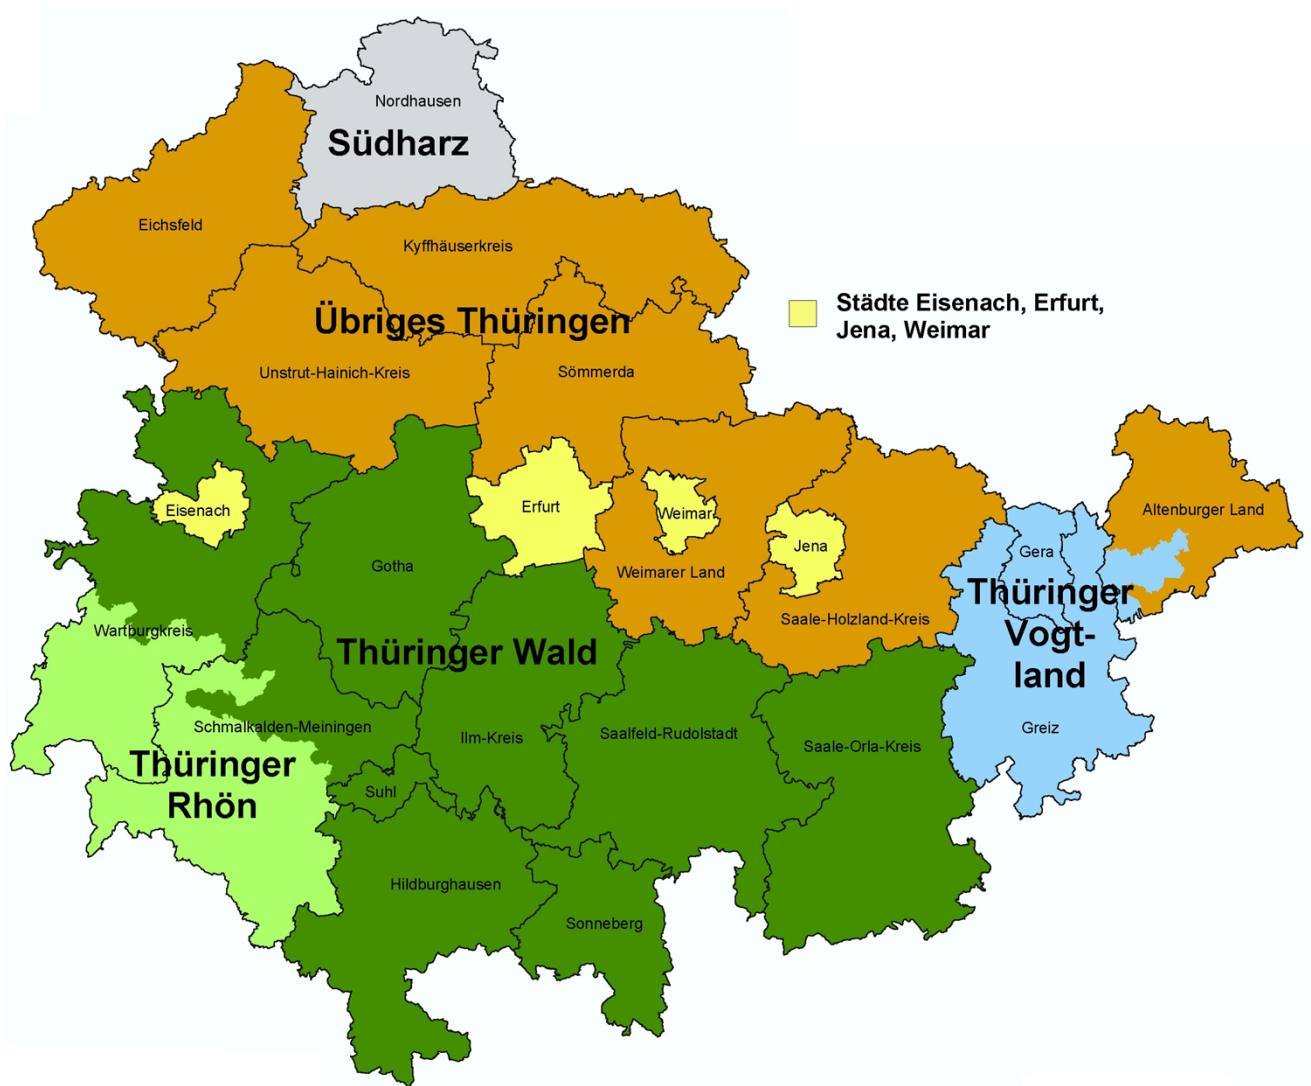 Nordhausen
Südharz
Eichsfeld
Kyffhäuserkreis
Städte Eisenach, Erfurt,
Jena, Weimar
Übriges Thüringen
Unstrut-Hainich-Kreis
Sömmerda
Eisenach
Erfurt
Weimar
Jena
Altenburger Land
Gera
Gotha
Weimarer Land
Thüringer
Vogt-
land
Saale-Holzland-Kreis
Wartburgkreis
Thüringer Wald
Schmalkalden-Meiningen
Ilm-Kreis
Saalfeld-Rudolstadt
Saale-Orla-Kreis
Greiz
Thüringer
Rhön
Suhl
Hildburghausen
Sonneberg